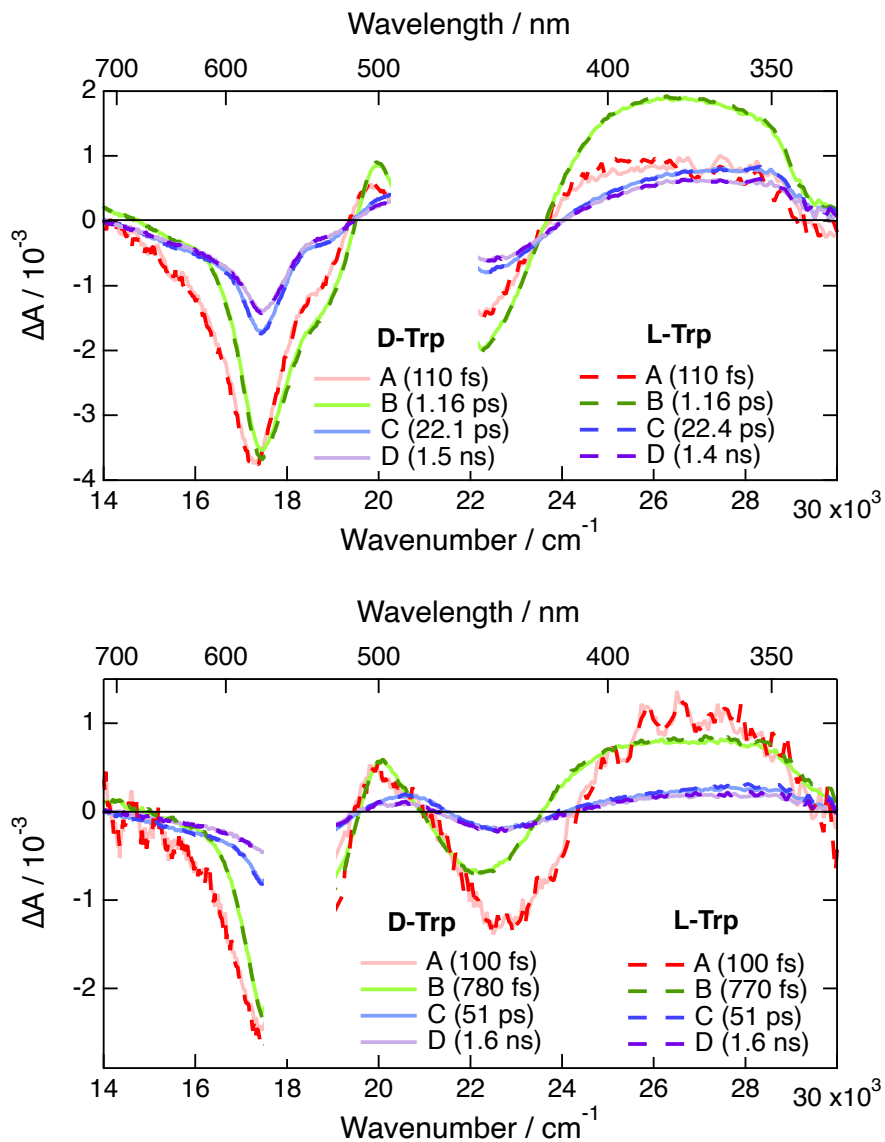 Wavelength / nm
700 600 500 400 350
2
1
0
-1
-2
-3
-4
ΔA / 10⁻³
D-Trp L-Trp
A (110 fs) A (110 fs)
B (1.16 ps) B (1.16 ps)
C (22.1 ps) C (22.4 ps)
D (1.5 ns) D (1.4 ns)
14 16 18 20 22 24 26 28 30 x10³
Wavenumber / cm⁻¹
Wavelength / nm
700 600 500 400 350
1
0
-1
-2
ΔA / 10⁻³
D-Trp L-Trp
A (100 fs) A (100 fs)
B (780 fs) B (770 fs)
C (51 ps) C (51 ps)
D (1.6 ns) D (1.6 ns)
14 16 18 20 22 24 26 28 30 x10³
Wavenumber / cm⁻¹